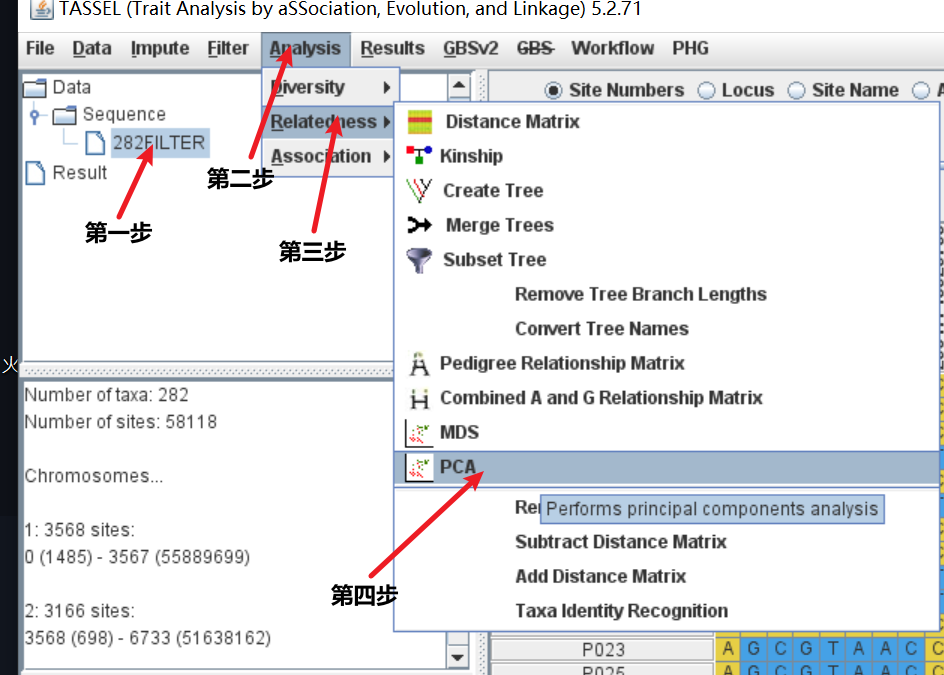 TASSEL (Trait Analysis by aSSociation, Evolution, and Linkage) 5.2.71
File Data Impute Filter Analysis Results GBSv2 GBS Workflow PHG
Data
Sequence
282FILTER
Result
Diversity
Relatedness
Association
Site Numbers Locus Site Name
Distance Matrix
Kinship
Create Tree
Merge Trees
Subset Tree
Remove Tree Branch Lengths
Convert Tree Names
Pedigree Relationship Matrix
Combined A and G Relationship Matrix
MDS
PCA
Performs principal components analysis
Subtract Distance Matrix
Add Distance Matrix
Taxa Identity Recognition
第一步
第二步
第三步
第四步
火
Number of taxa: 282
Number of sites: 58118
Chromosomes...
1: 3568 sites:
0 (1485) - 3567 (55889699)
2: 3166 sites:
3568 (698) - 6733 (51638162)
P023 A G C G T A A C C
P025